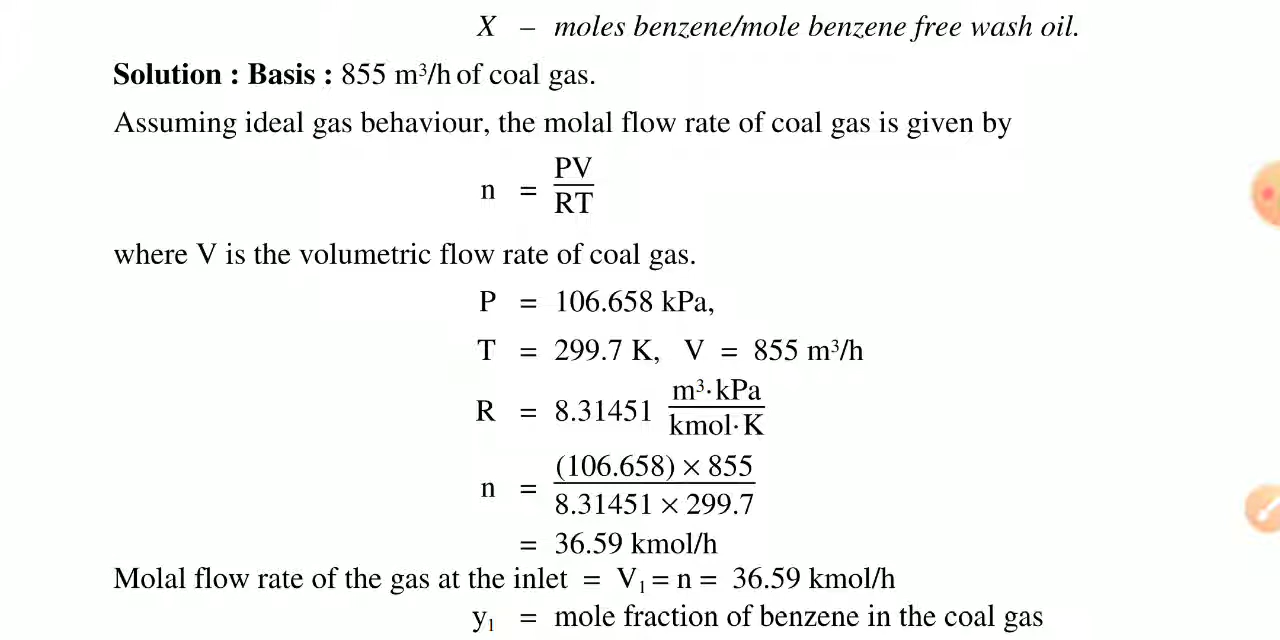 X – moles benzene/mole benzene free wash oil.
Solution : Basis : 855 m³/h of coal gas.
Assuming ideal gas behaviour, the molal flow rate of coal gas is given by
n = PV/RT
where V is the volumetric flow rate of coal gas.
P = 106.658 kPa,
T = 299.7 K, V = 855 m³/h
R = 8.31451 m³·kPa/kmol·K
n = (106.658) × 855/8.31451 × 299.7
= 36.59 kmol/h
Molal flow rate of the gas at the inlet = V₁ = n = 36.59 kmol/h
y₁ = mole fraction of benzene in the coal gas